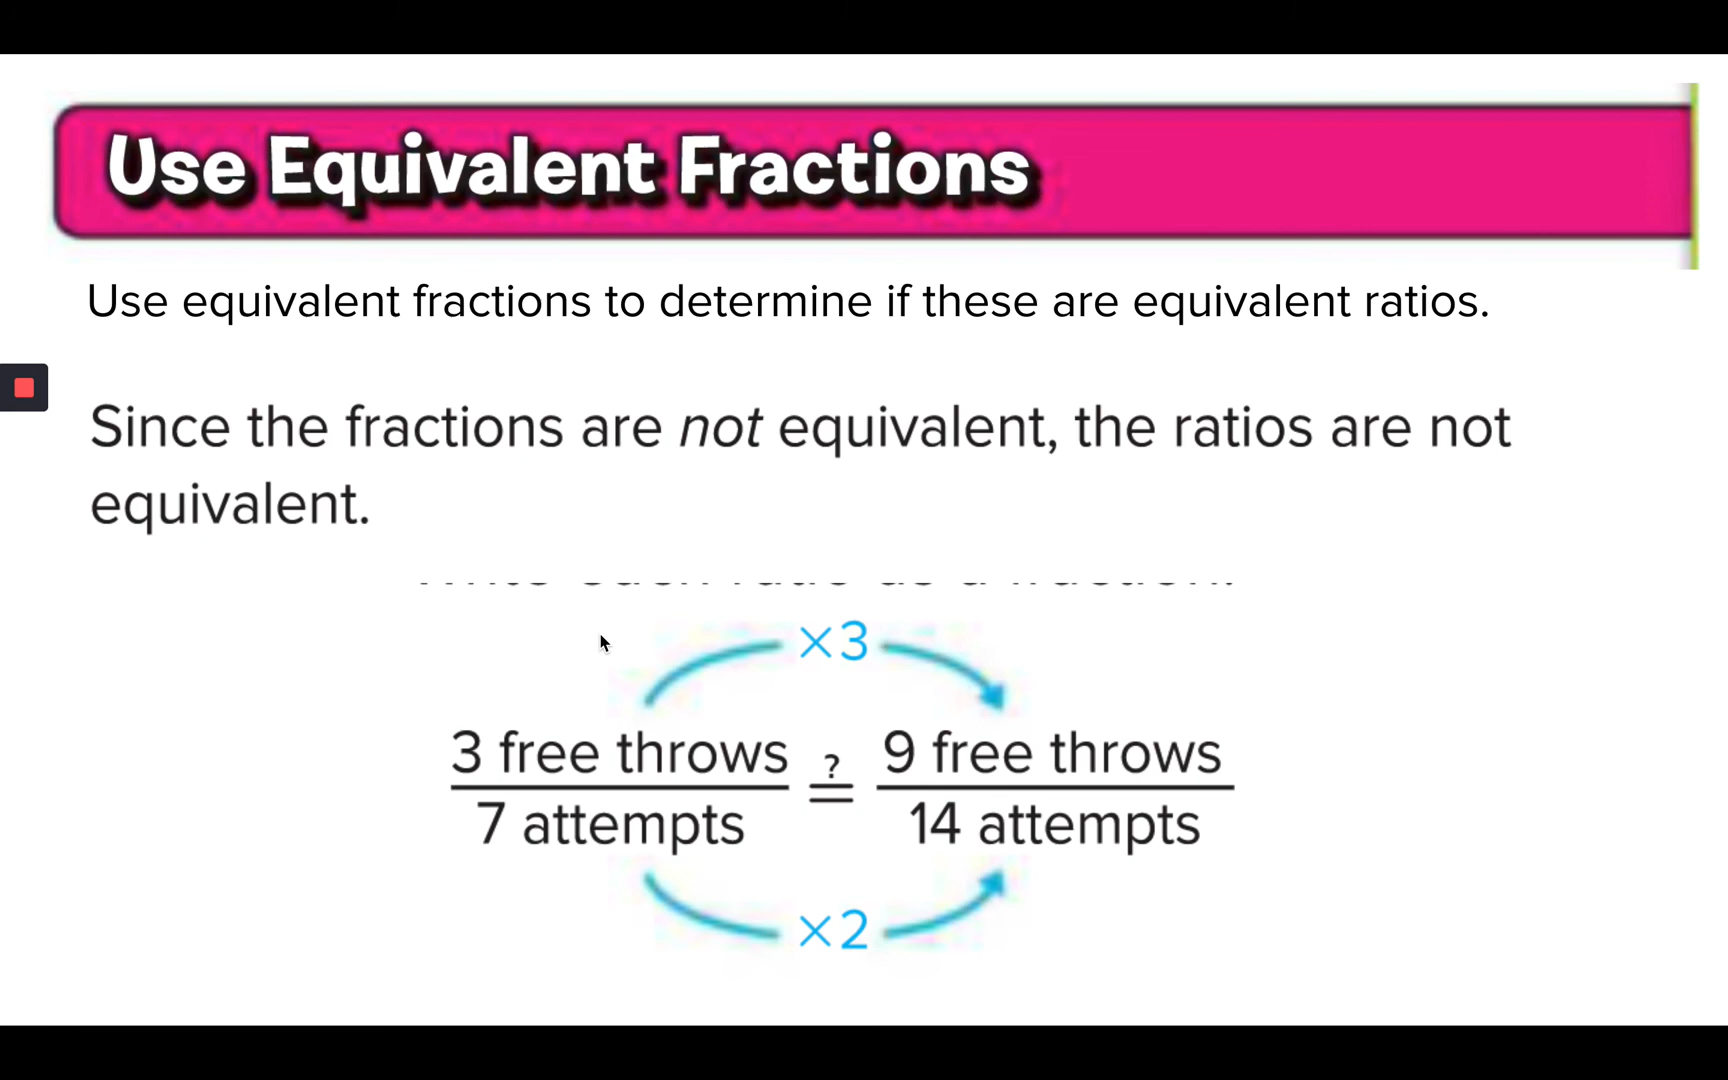 Use Equivalent Fractions
Use equivalent fractions to determine if these are equivalent ratios.
Since the fractions are not equivalent, the ratios are not
equivalent.
×3
3 free throws ? 9 free throws
7 attempts = 14 attempts
×2